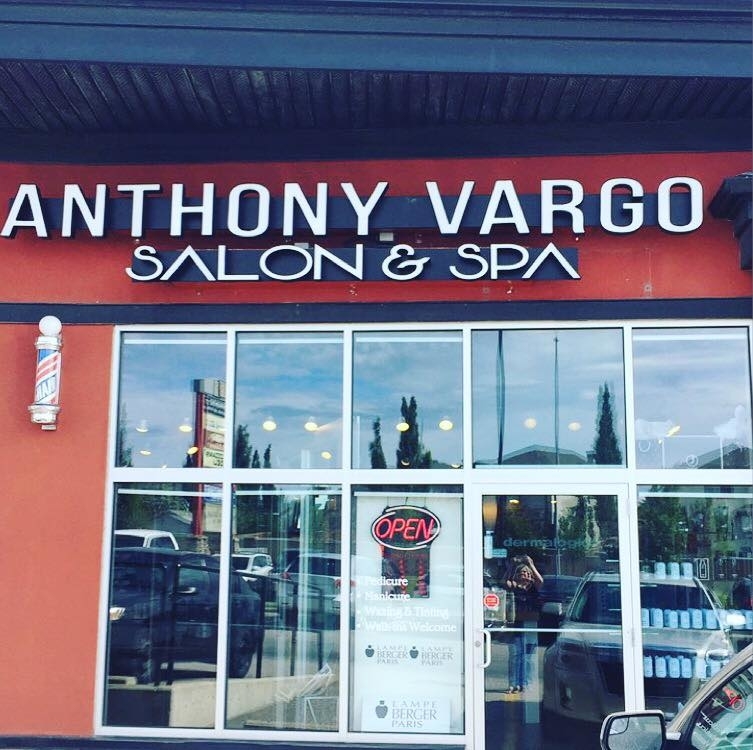 ANTHONY VARGO
SALON & SPA
OPEN
dermalogica
• Pedicure
• Manicure
• Waxing & Tinting
• Walk-ins Welcome
LAMPE
BERGER
PARIS
LAMPE
BERGER
PARIS
LAMPE
BERGER
PARIS